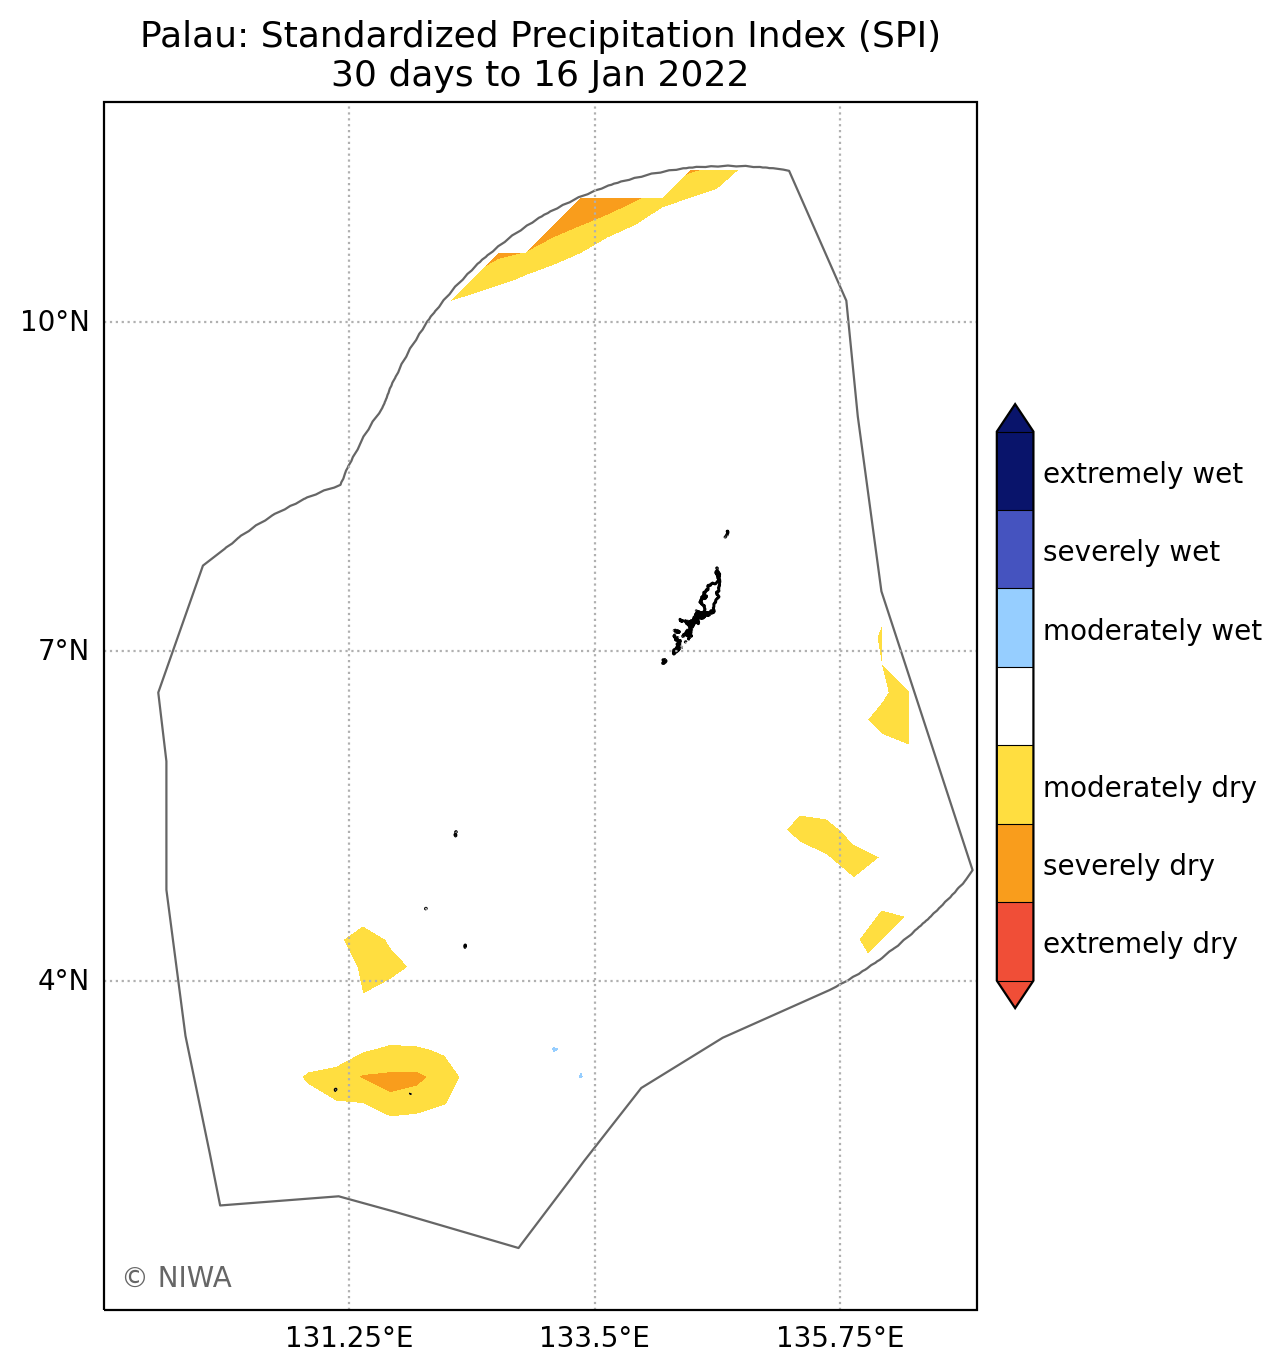 Palau: Standardized Precipitation Index (SPI)
30 days to 16 Jan 2022
10°N
7°N
4°N
131.25°E
133.5°E
135.75°E
extremely wet
severely wet
moderately wet
moderately dry
severely dry
extremely dry
© NIWA